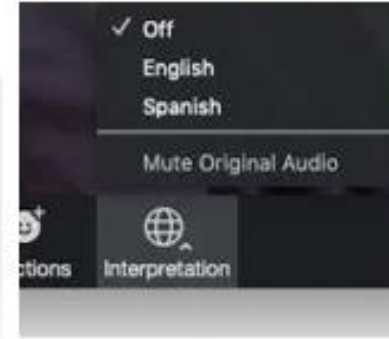 Off
English
Spanish
Mute Original Audio
ctions
Interpretation